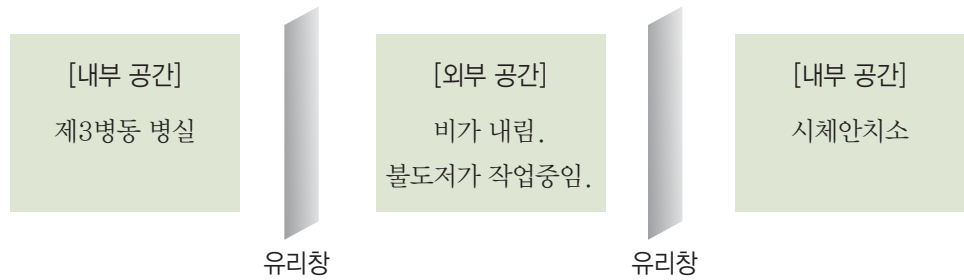 [내부 공간]
제3병동 병실
[외부 공간]
비가 내림.
불도저가 작업중임.
[내부 공간]
시체안치소
유리창
유리창